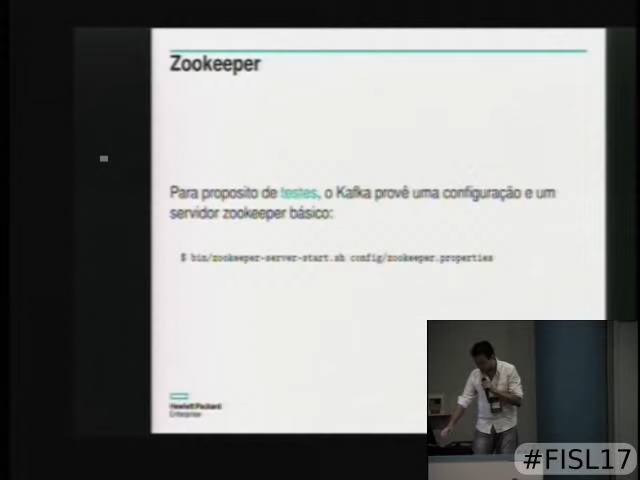 Zookeeper
Para proposito de testes, o Kafka provê uma configuração e um
servidor zookeeper básico:
$ bin/zookeeper-server-start.sh config/zookeeper.properties
Hewlett Packard
Enterprise
#FISL17